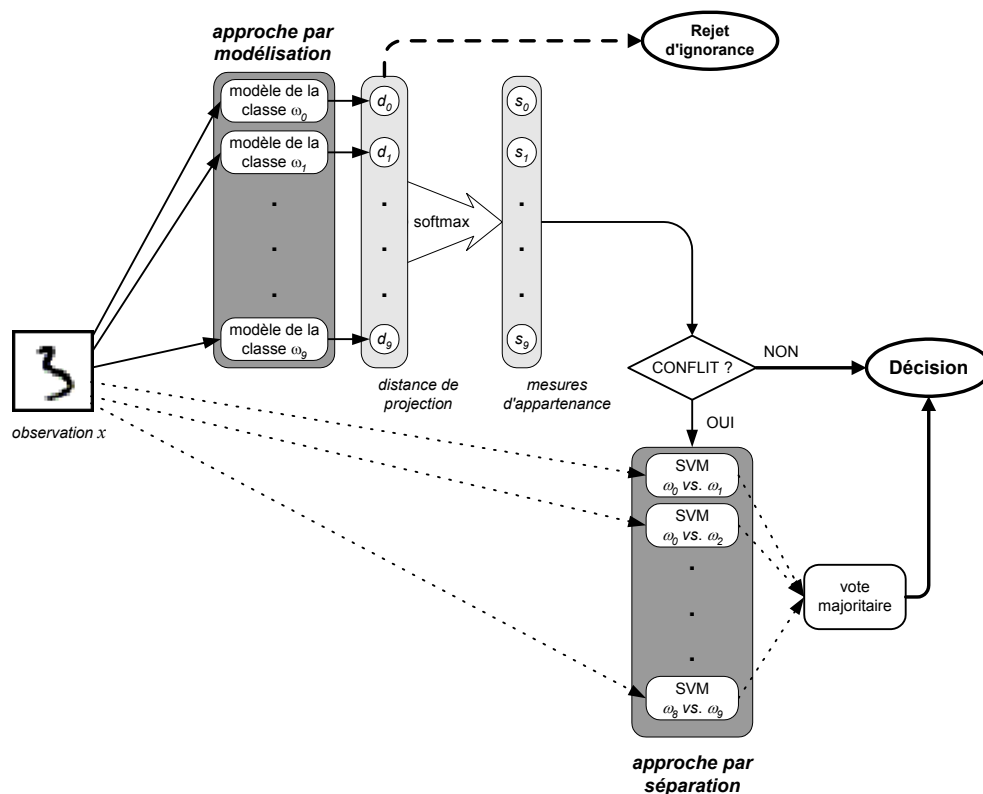 approche par
modélisation
Rejet
d'ignorance
modèle de la
classe ω0
d0
s0
modèle de la
classe ω1
d1
s1
.
.
.
softmax
.
.
.
.
.
.
modèle de la
classe ω9
d9
s9
distance de
projection
mesures
d'appartenance
observation x
CONFLIT ?
NON
Décision
OUI
SVM
ω0 vs. ω1
SVM
ω0 vs. ω2
.
.
.
vote
majoritaire
SVM
ω8 vs. ω9
approche par
séparation